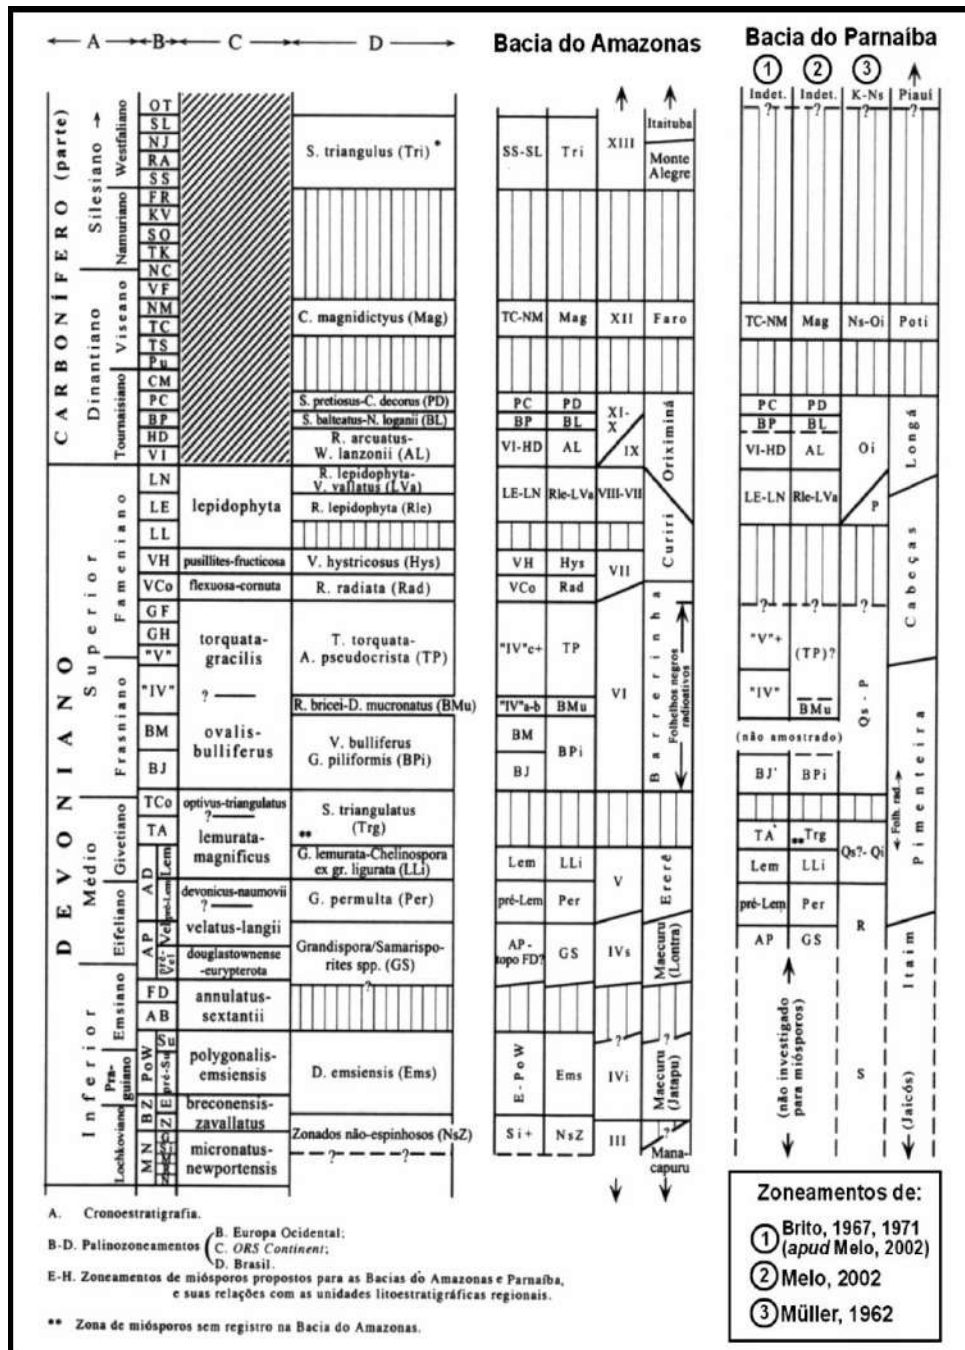 A B C D
Bacia do Amazonas
Bacia do Parnaíba
1 2 3
Indet. Indet. K-Ns Piauí
? ? ? ?
CARBONÍFERO (parte)
Silesiano
Dinantiano
Westfaliano
Namuriano
Viseano
Tournaisiano
DEVONIANO
Superior
Médio
Inferior
Fameniano
Frasniano
Givetiano
Eifeliano
Emsiano
Pra-
guiano
Lochkoviano
OT
SL
NJ
RA
SS
FR
KV
SO
TK
NC
VF
NM
TC
TS
Pu
CM
PC
BP
HD
VI
LN
LE
LL
VH
VCo
GF
GH
"V"
"IV"
BM
BJ
TCo
TA
AD
Lem
pré-Lem
AP
Vel
pré-
Vel
FD
AB
PoW
Su
pré-Su
BZ
E
Z
MN
G
Si
M
R
N
lepidophyta
pusillites-fructicosa
flexuosa-cornuta
torquata-
gracilis
?
ovalis-
bulliferus
optivus-triangulatus
?
lemurata-
magnificus
devonicus-naumovii
?
velatus-langii
douglastownense
-eurypterota
annulatus-
sextantii
polygonalis-
emsiensis
breconensis-
zavallatus
micronatus-
newportensis
S. triangulus (Tri) *
C. magnidictyus (Mag)
S. pretiosus-C. decorus (PD)
S. balteatus-N. loganii (BL)
R. arcuatus-
W. lanzonii (AL)
R. lepidophyta-
V. vallatus (LVa)
R. lepidophyta (Rle)
V. hystricosus (Hys)
R. radiata (Rad)
T. torquata-
A. pseudocrista (TP)
R. bricei-D. mucronatus (BMu)
V. bulliferus
G. piliformis (BPi)
S. triangulatus
** (Trg)
G. lemurata-Chelinospora
ex gr. ligurata (LLi)
G. permulta (Per)
Grandispora/Samarispo-
rites spp. (GS)
?
D. emsiensis (Ems)
Zonados não-espinhosos (NsZ)
? ?
SS-SL Tri XIII Itaituba
Monte
Alegre
TC-NM Mag XII Faro
PC PD XI-
X
BP BL
VI-HD AL IX
LE-LN Rle-LVa VIII-VII
VH Hys VII
VCo Rad
"IV"c+ TP VI
"IV"a-b BMu
BM
BJ
BPi
Lem LLi V
pré-Lem Per
AP-
topo FD?
GS IVs
? ?
E-PoW Ems IVi
Si+ NsZ III ?
Oriximiná
Curiri
Barreirinha
Folhelhos negros
radioativos
Ererê
Maecuru
(Lontra)
Maecuru
(Jatapu)
Mana-
capuru
TC-NM Mag Ns-Oi Poti
PC PD
BP BL
VI-HD AL Oi
LE-LN Rle-LVa P
? ? ?
"V"+ (TP)?
"IV" BMu
(não amostrado)
Qs - P
BJ' BPi
TA' **Trg
Lem LLi
Qs?- Qi
pré-Lem Per
AP GS
R
S
(não investigado
para miósporos)
Longá
Cabeças
Pimenteira
Folh. rad.
Itaim
(Jaicós)
A. Cronoestratigrafia.
B-D. Palinozoneamentos
B. Europa Ocidental;
C. ORS Continent;
D. Brasil.
E-H. Zoneamentos de miósporos propostos para as Bacias do Amazonas e Parnaíba,
e suas relações com as unidades litoestratigráficas regionais.
** Zona de miósporos sem registro na Bacia do Amazonas.
Zoneamentos de:
1 Brito, 1967, 1971
(apud Melo, 2002)
2 Melo, 2002
3 Müller, 1962